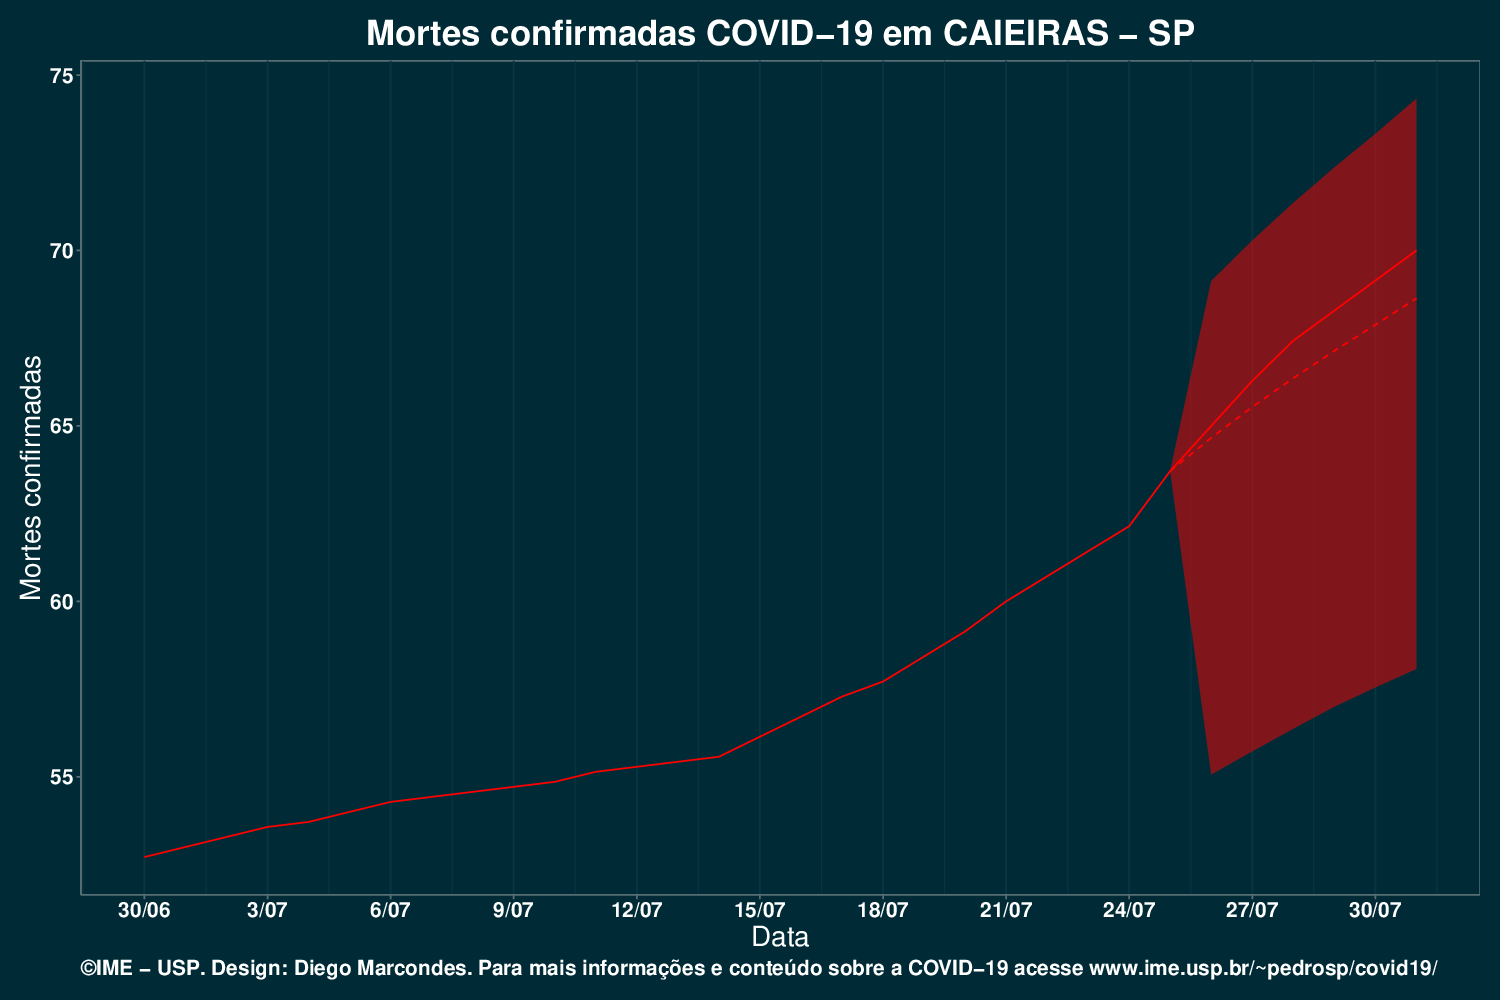 Mortes confirmadas COVID−19 em CAIEIRAS − SP
75
70
65
60
55
Mortes confirmadas
30/06 3/07 6/07 9/07 12/07 15/07 18/07 21/07 24/07 27/07 30/07
Data
©IME − USP. Design: Diego Marcondes. Para mais informações e conteúdo sobre a COVID−19 acesse www.ime.usp.br/~pedrosp/covid19/